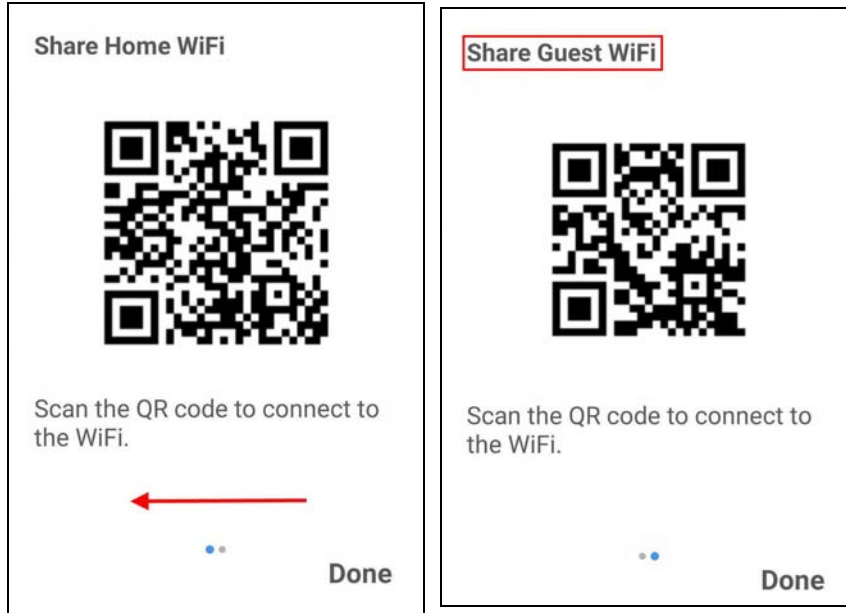 Share Home WiFi
Scan the QR code to connect to
the WiFi.
Done
Share Guest WiFi
Scan the QR code to connect to
the WiFi.
Done